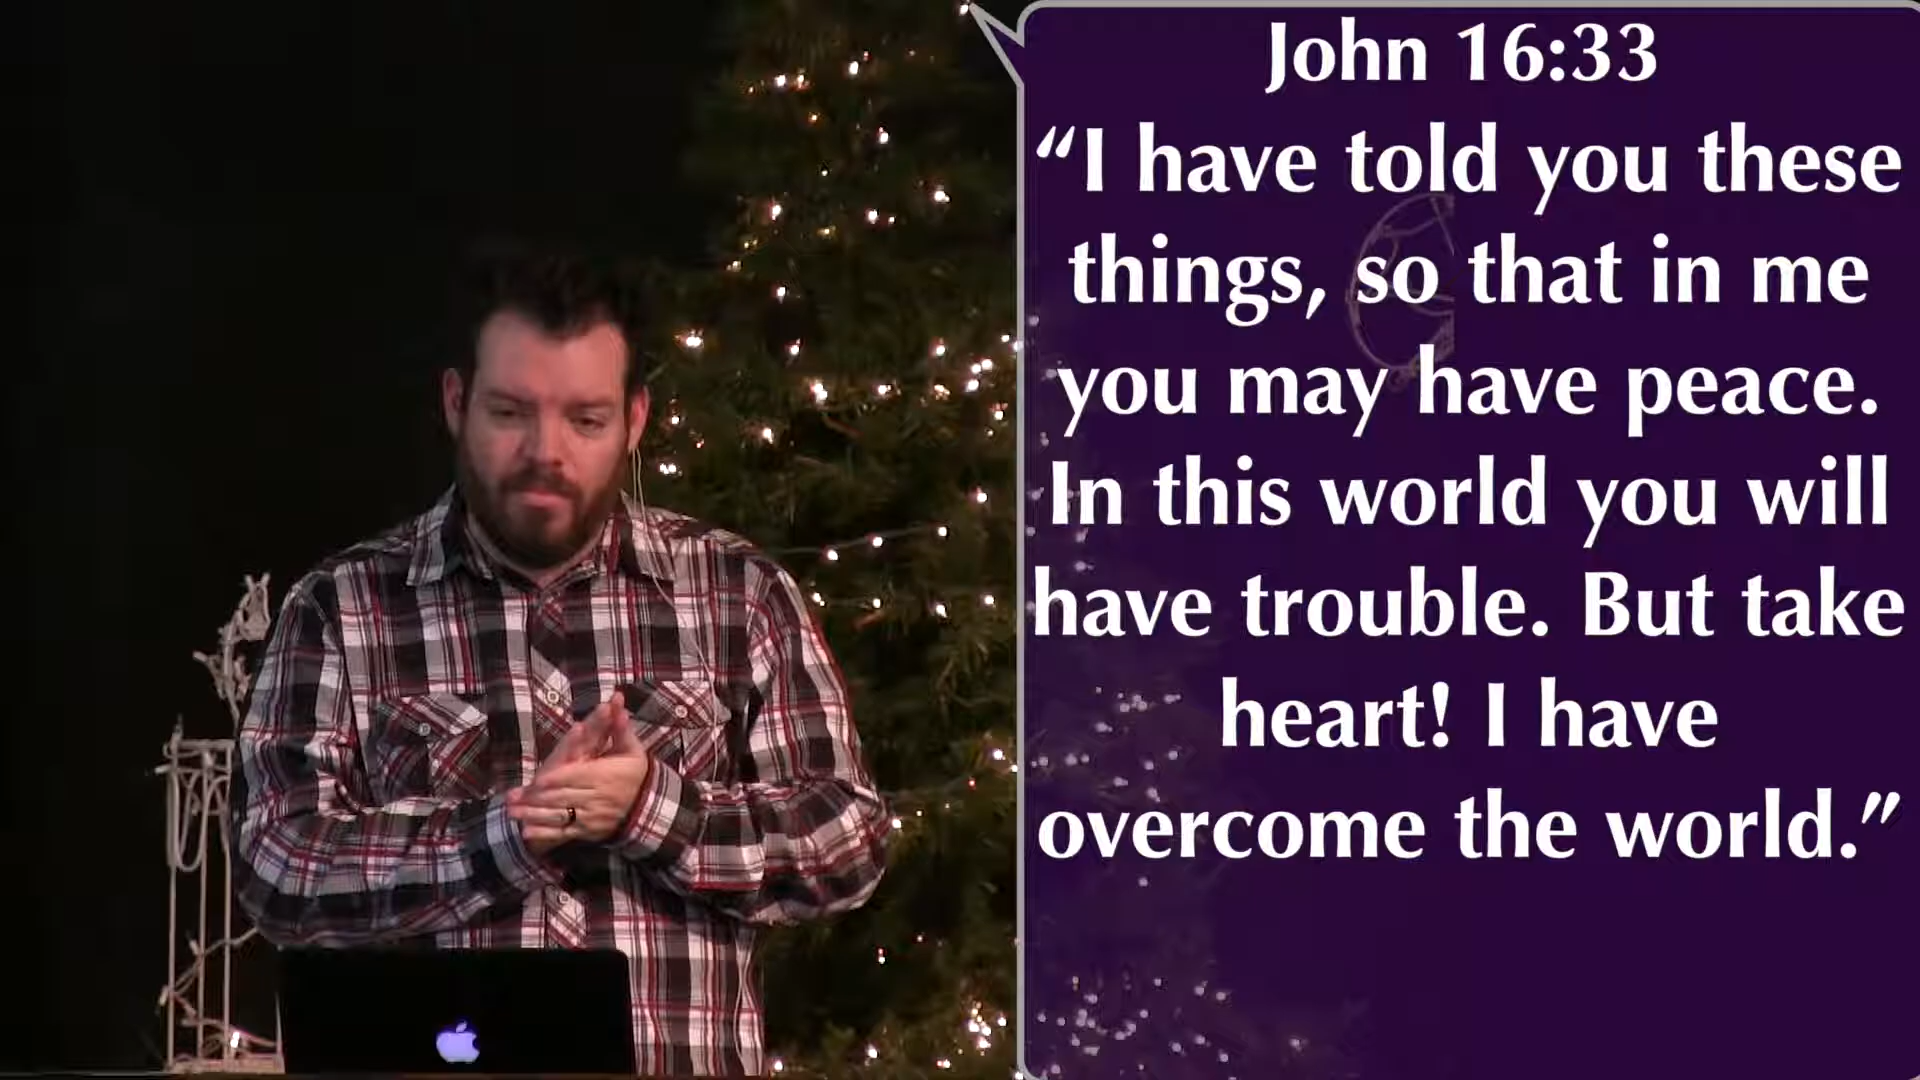 John 16:33
“I have told you these
things, so that in me
you may have peace.
In this world you will
have trouble. But take
heart! I have
overcome the world.”